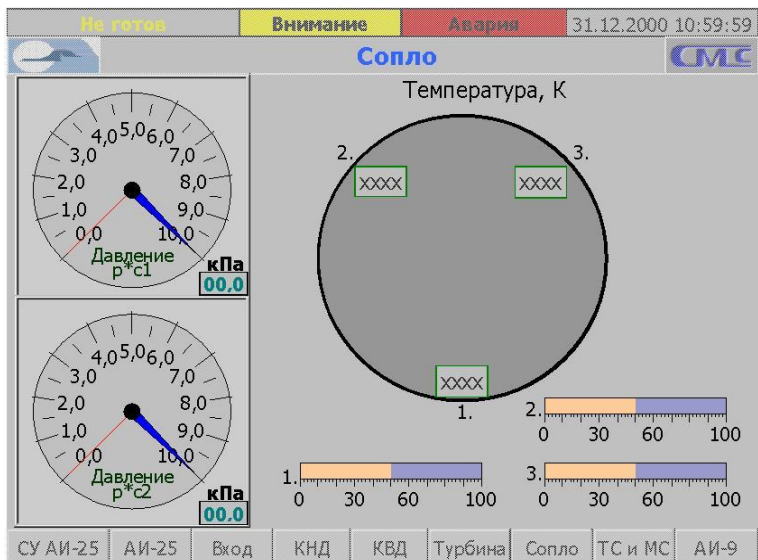 Не готов Внимание Авария 31.12.2000 10:59:59
Сопло СМС
Температура, К
0,0 1,0 2,0 3,0 4,0 5,0 6,0 7,0 8,0 9,0 10,0
Давление
р*с1
кПа
00,0
0,0 1,0 2,0 3,0 4,0 5,0 6,0 7,0 8,0 9,0 10,0
Давление
р*с2
кПа
00.0
2. XXXX
3. XXXX
XXXX
1.
2. 0 30 60 100
1. 0 30 60 100
3. 0 30 60 100
СУ АИ-25 АИ-25 Вход КНД КВД Турбина Сопло ТС и МС АИ-9